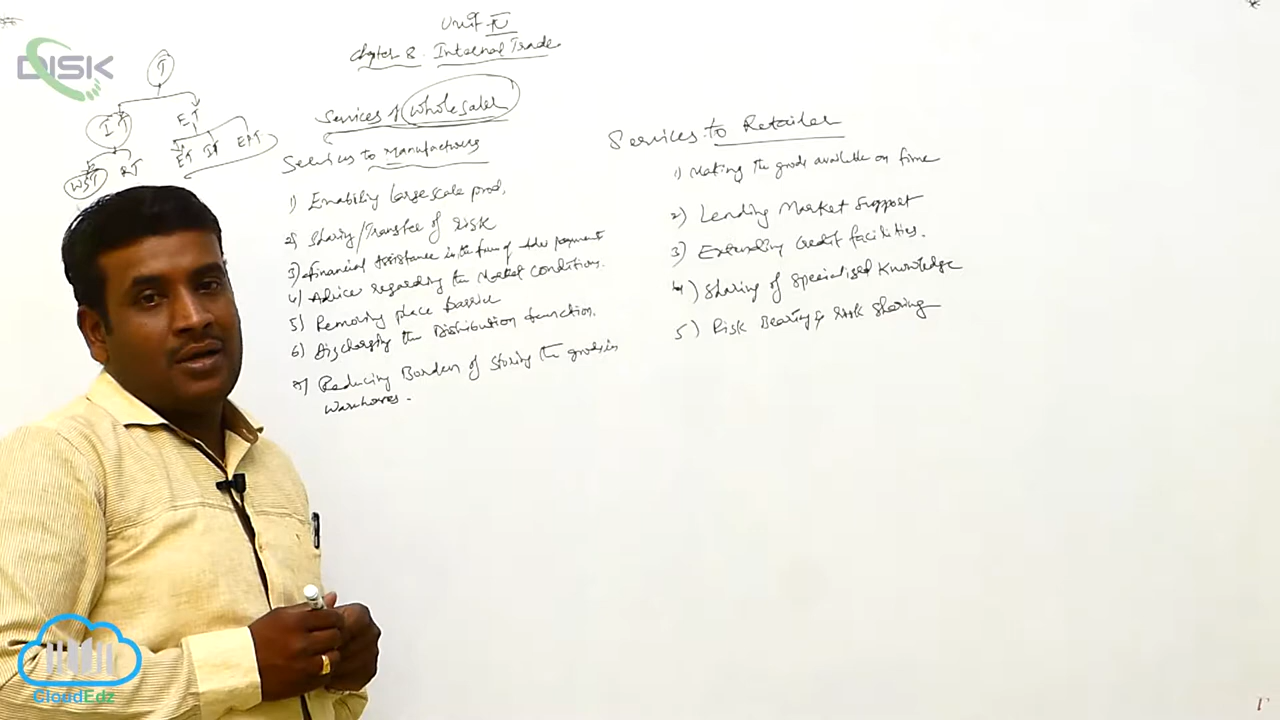 DISK
Unit IV
Chapter 8. Internal Trade
T
IT ET
ET IT EPT
WST RT
Services of Wholesaler
Services to Manufacturers
1) Enabling large scale prod,
2) Sharing/Transfer of risk
3) Financial Assistance in the form of adv payment
4) Advice regarding the Market Conditions.
5) Removing place barrier
6) Discharging the Distribution function.
7) Reducing Borden of storing the goods in
Warehouses.
Services to Retailer
1) Making the goods available on time
2) Lending Market Support
3) Extending Credit facilities.
4) Sharing of Specialised Knowledge
5) Risk Bearing & risk Sharing
CloudEdz